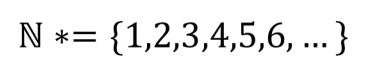 ℕ ∗= {1,2,3,4,5,6, … }